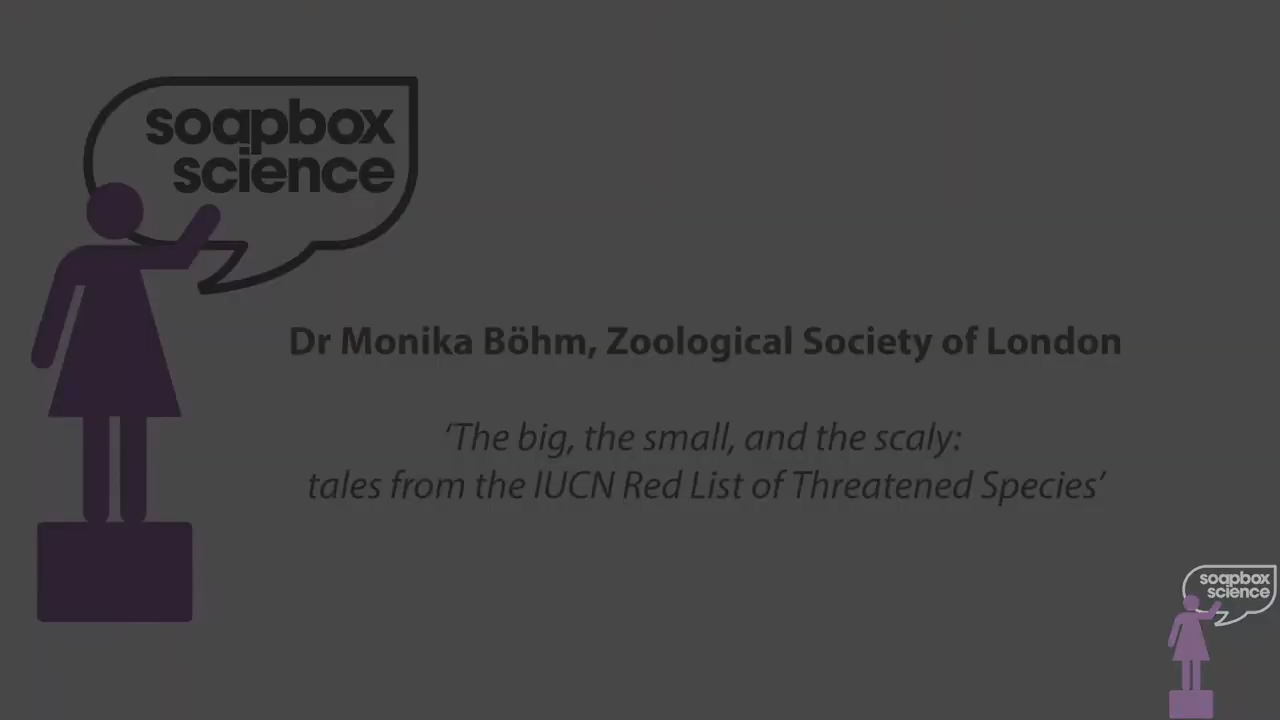 soapbox
science
Dr Monika Böhm, Zoological Society of London
‘The big, the small, and the scaly:
tales from the IUCN Red List of Threatened Species’
soapbox
science